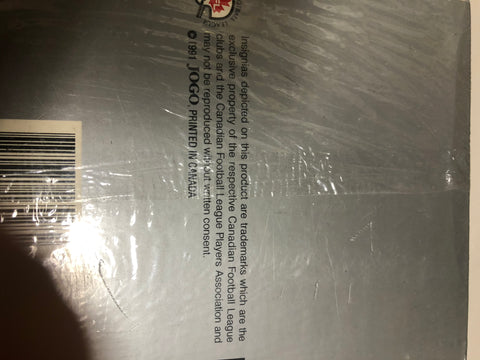 Insignias depicted on this product are trademarks which are the
exclusive property of the respective Canadian Football League
clubs and the Canadian Football League Players Association and
may not be reproduced without written consent.
© 1991 JOGO, PRINTED IN CANADA